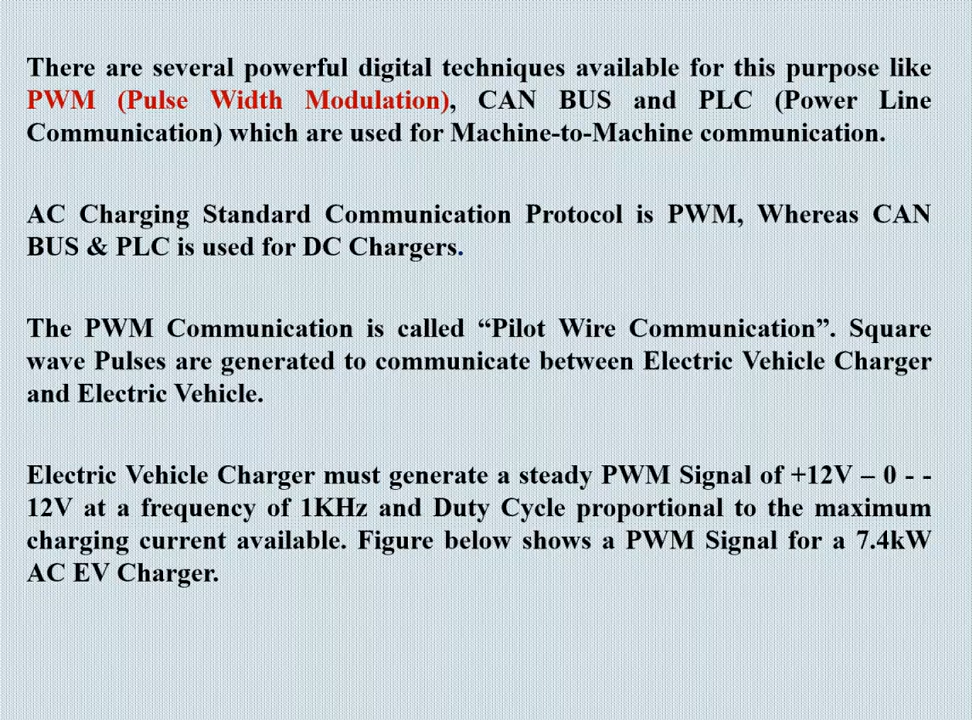 There are several powerful digital techniques available for this purpose like
PWM (Pulse Width Modulation), CAN BUS and PLC (Power Line
Communication) which are used for Machine-to-Machine communication.
AC Charging Standard Communication Protocol is PWM, Whereas CAN
BUS & PLC is used for DC Chargers.
The PWM Communication is called “Pilot Wire Communication”. Square
wave Pulses are generated to communicate between Electric Vehicle Charger
and Electric Vehicle.
Electric Vehicle Charger must generate a steady PWM Signal of +12V – 0 - -
12V at a frequency of 1KHz and Duty Cycle proportional to the maximum
charging current available. Figure below shows a PWM Signal for a 7.4kW
AC EV Charger.